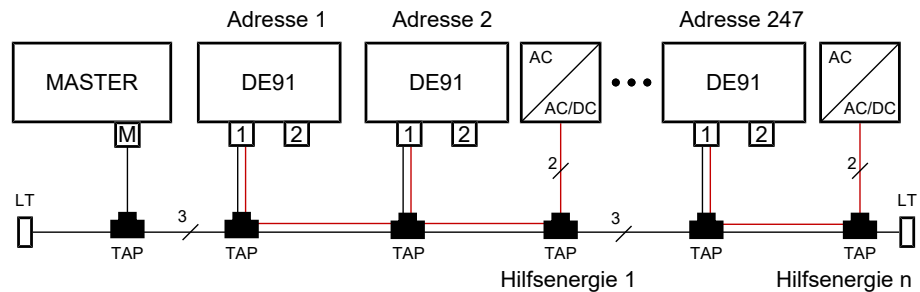 Adresse 1 Adresse 2 Adresse 247
MASTER DE91 DE91 AC AC/DC DE91 AC AC/DC
M 1 2 1 2 1 2
2 2
LT 3 3 LT
TAP TAP TAP TAP TAP TAP
Hilfsenergie 1 Hilfsenergie n